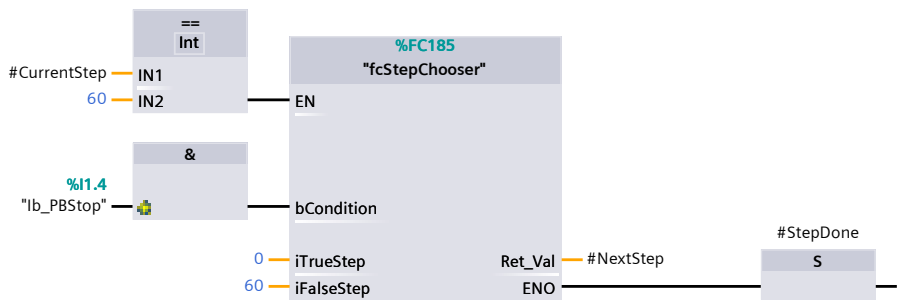 ==
Int
#CurrentStep
IN1
60
IN2
%FC185
"fcStepChooser"
EN
&
%I1.4
"Ib_PBStop"
bCondition
0
iTrueStep
Ret_Val
#NextStep
60
iFalseStep
ENO
#StepDone
S